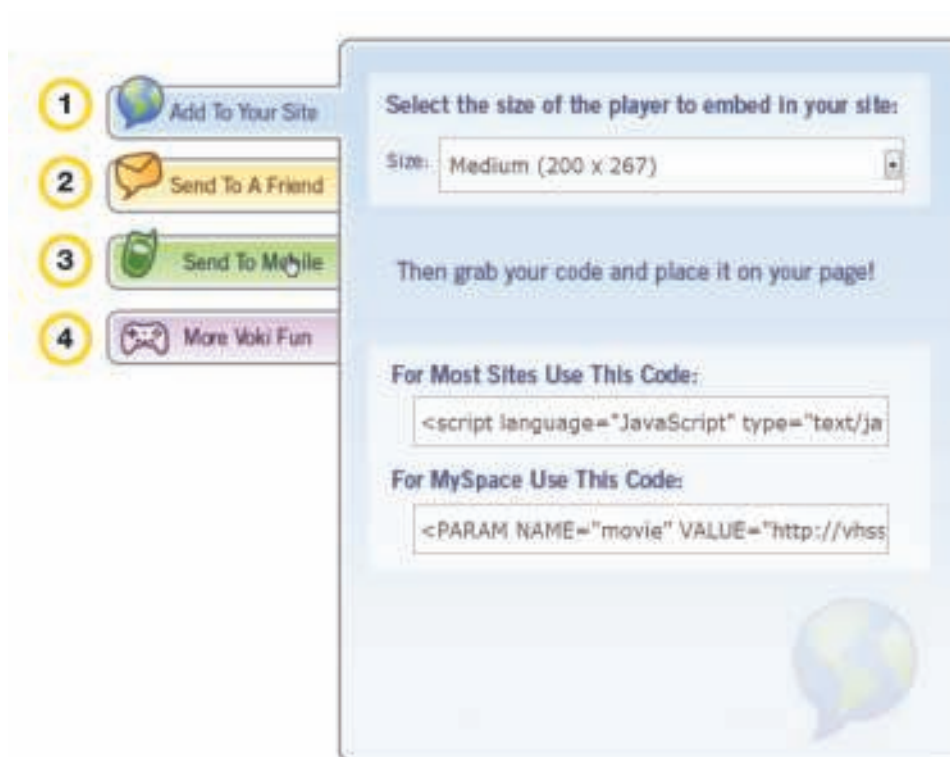 1 Add To Your Site
2 Send To A Friend
3 Send To Mobile
4 More Voki Fun
Select the size of the player to embed in your site:
Size: Medium (200 x 267)
Then grab your code and place it on your page!
For Most Sites Use This Code:
<script language="JavaScript" type="text/ja
For MySpace Use This Code:
<PARAM NAME="movie" VALUE="http://vhss